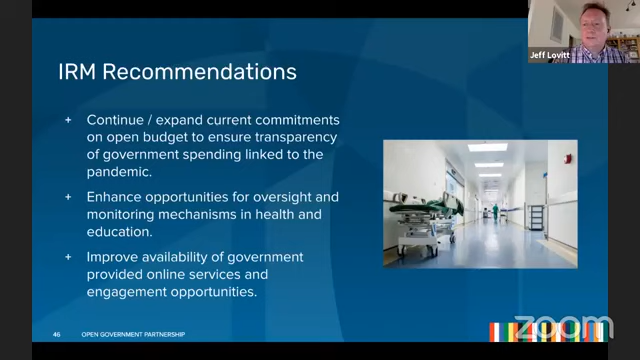 Jeff Lovitt
IRM Recommendations
+ Continue / expand current commitments
on open budget to ensure transparency
of government spending linked to the
pandemic.
+ Enhance opportunities for oversight and
monitoring mechanisms in health and
education.
+ Improve availability of government
provided online services and
engagement opportunities.
46 OPEN GOVERNMENT PARTNERSHIP
zoom